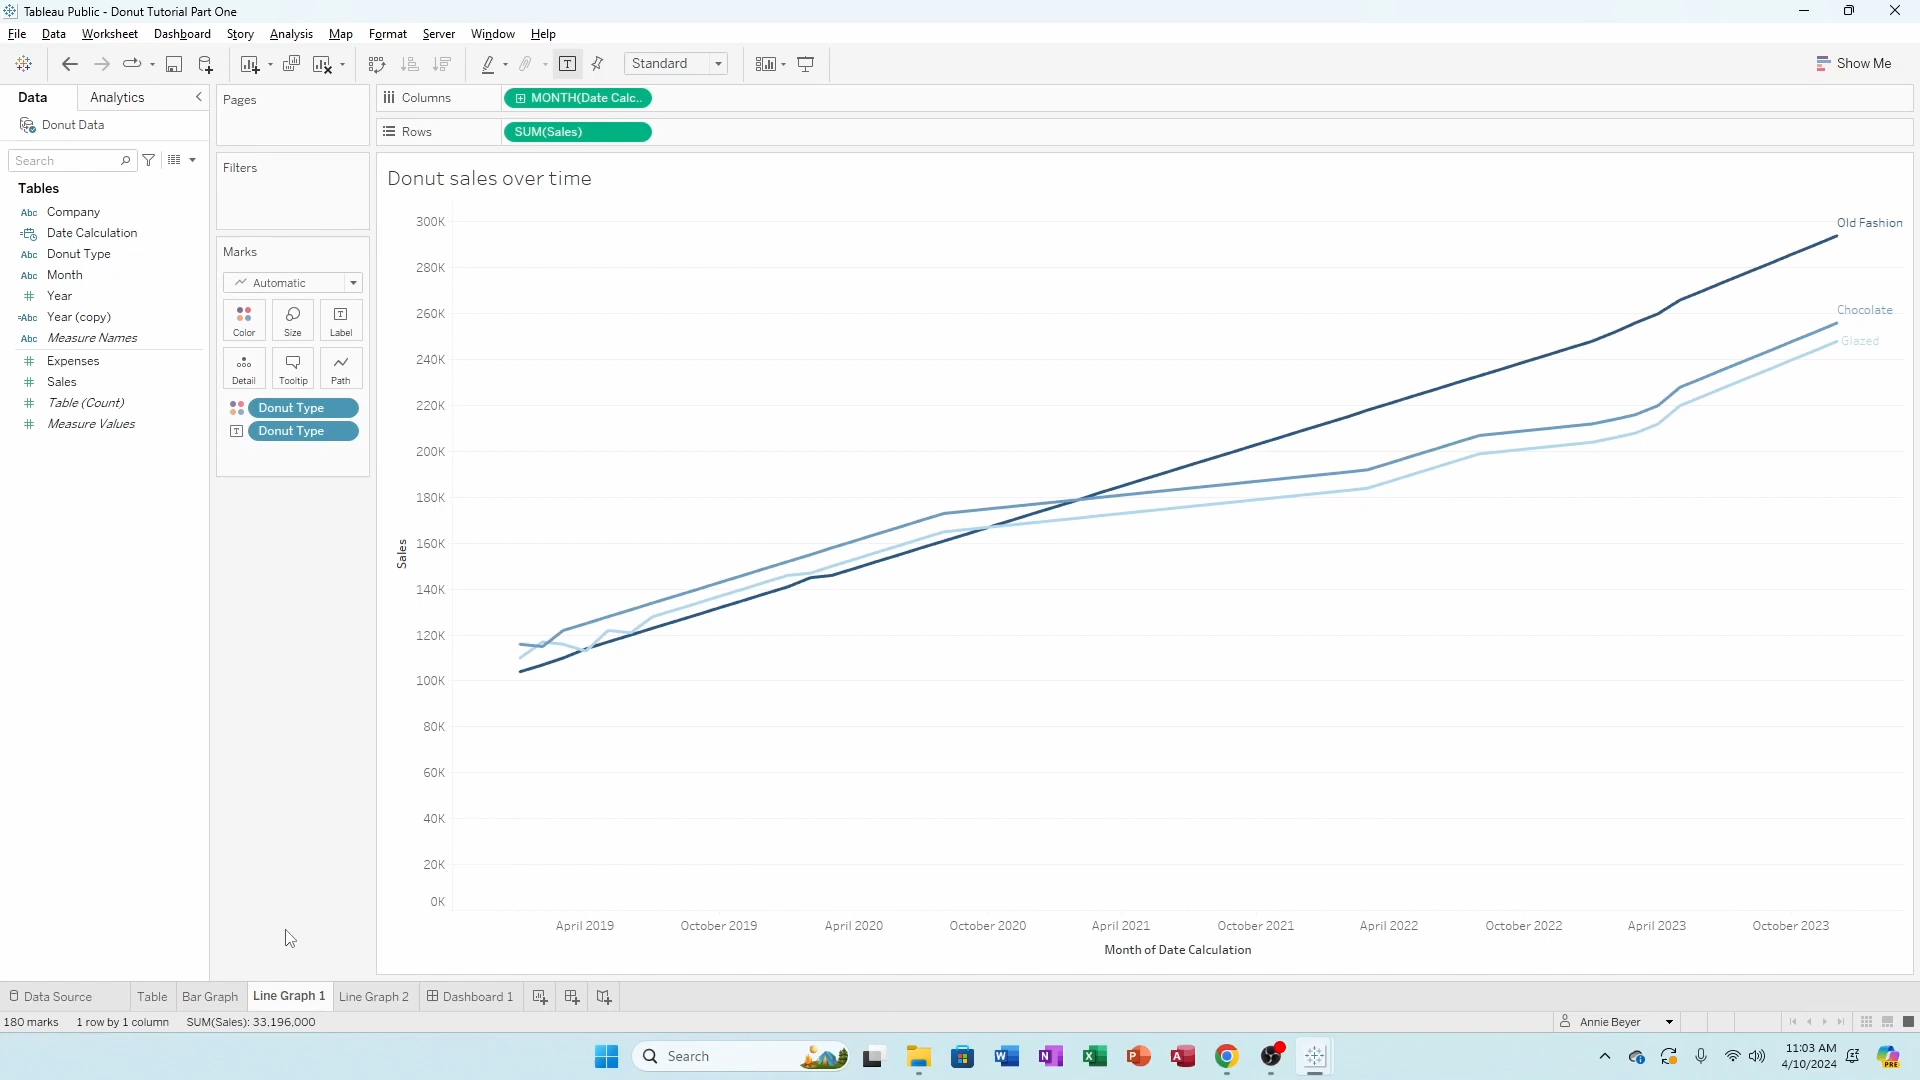 Tableau Public - Donut Tutorial Part One
File Data Worksheet Dashboard Story Analysis Map Format Server Window Help
Standard
Show Me
Data Analytics
Donut Data
Search
Tables
Abc Company
Date Calculation
Abc Donut Type
Abc Month
# Year
=Abc Year (copy)
Abc Measure Names
# Expenses
# Sales
# Table (Count)
# Measure Values
Pages
Filters
Marks
Automatic
Color Size Label
Detail Tooltip Path
Donut Type
Donut Type
Columns MONTH(Date Calc..
Rows SUM(Sales)
Donut sales over time
Sales
300K
280K
260K
240K
220K
200K
180K
160K
140K
120K
100K
80K
60K
40K
20K
0K
Old Fashion
Chocolate
Glazed
April 2019 October 2019 April 2020 October 2020 April 2021 October 2021 April 2022 October 2022 April 2023 October 2023
Month of Date Calculation
Data Source Table Bar Graph Line Graph 1 Line Graph 2 Dashboard 1
180 marks 1 row by 1 column SUM(Sales): 33,196,000
Annie Beyer
Search
11:03 AM
4/10/2024
PRE